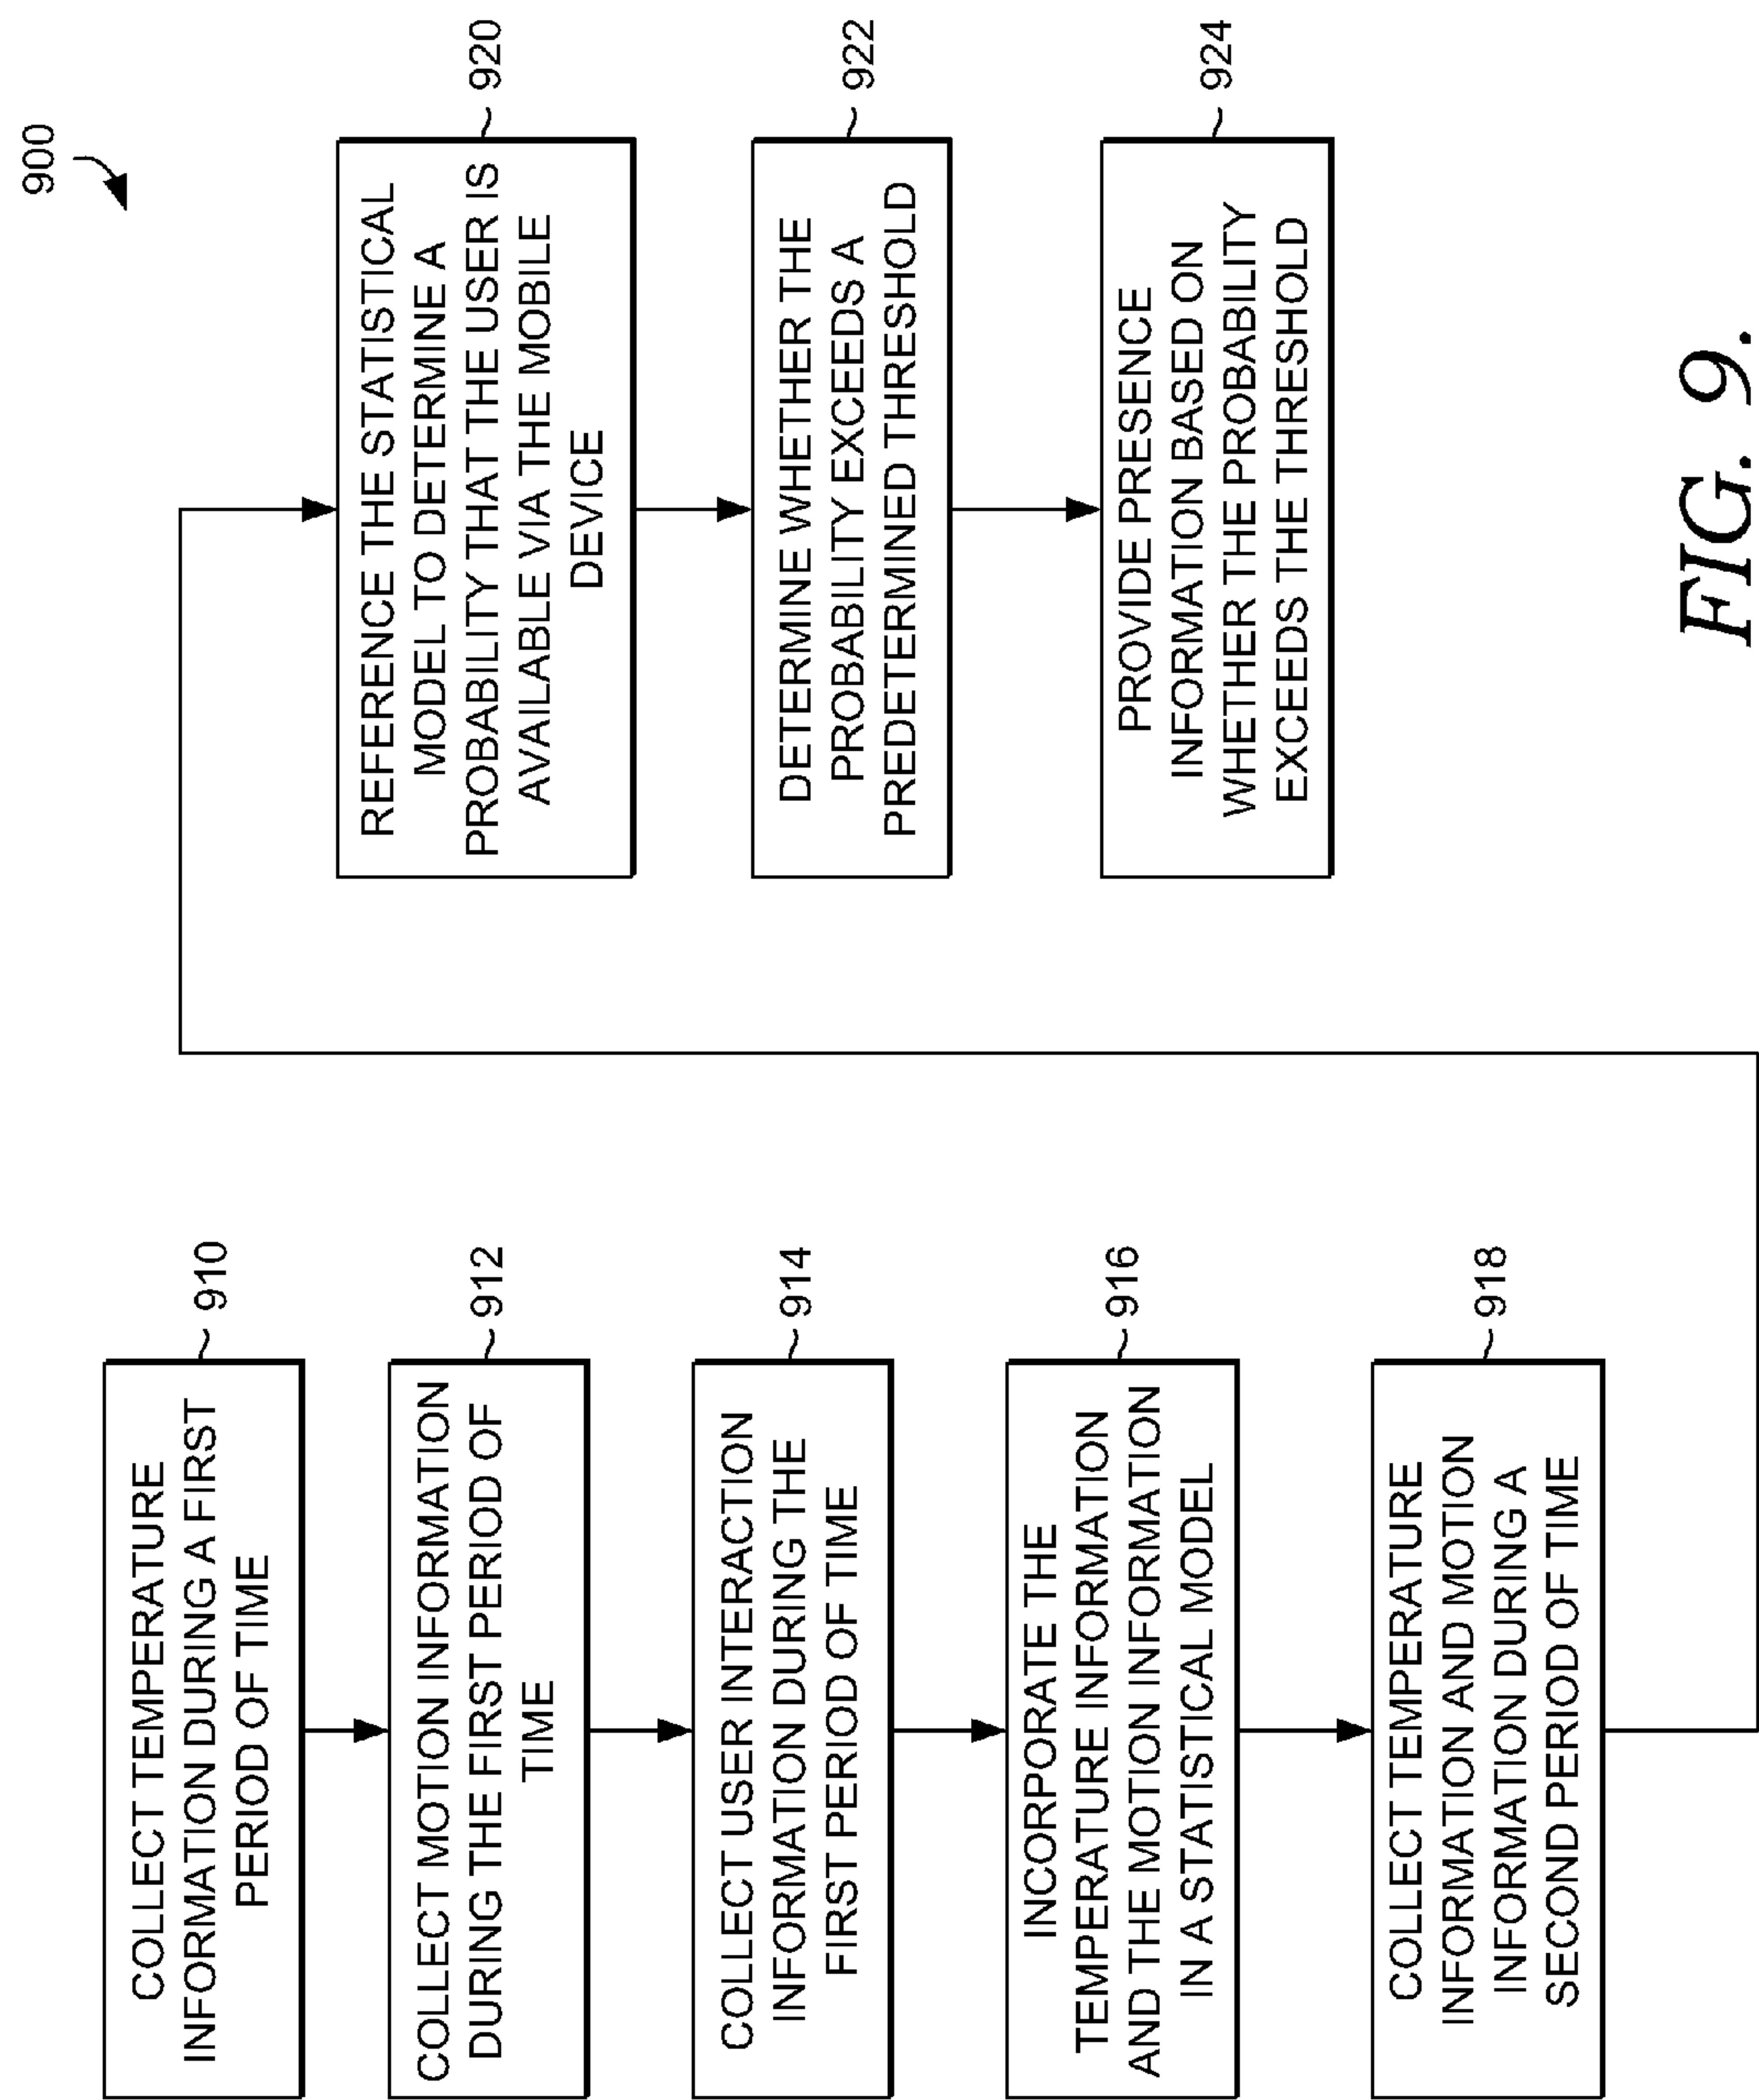 900
COLLECT TEMPERATURE
INFORMATION DURING A FIRST
PERIOD OF TIME
910
COLLECT MOTION INFORMATION
DURING THE FIRST PERIOD OF
TIME
912
COLLECT USER INTERACTION
INFORMATION DURING THE
FIRST PERIOD OF TIME
914
INCORPORATE THE
TEMPERATURE INFORMATION
AND THE MOTION INFORMATION
IN A STATISTICAL MODEL
916
COLLECT TEMPERATURE
INFORMATION AND MOTION
INFORMATION DURING A
SECOND PERIOD OF TIME
918
REFERENCE THE STATISTICAL
MODEL TO DETERMINE A
PROBABILITY THAT THE USER IS
AVAILABLE VIA THE MOBILE
DEVICE
920
DETERMINE WHETHER THE
PROBABILITY EXCEEDS A
PREDETERMINED THRESHOLD
922
PROVIDE PRESENCE
INFORMATION BASED ON
WHETHER THE PROBABILITY
EXCEEDS THE THRESHOLD
924
FIG. 9.